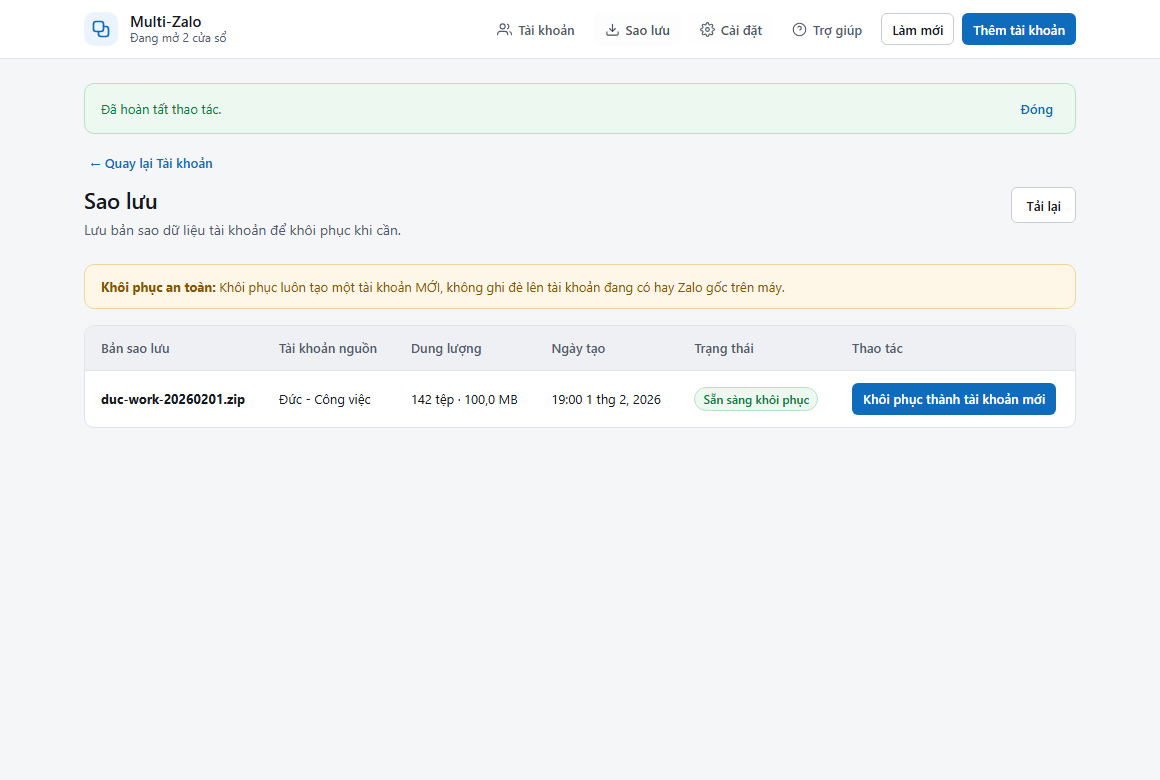 Multi-Zalo
Đang mở 2 cửa sổ
Tài khoản
Sao lưu
Cài đặt
Trợ giúp
Làm mới
Thêm tài khoản
Đã hoàn tất thao tác.
Đóng
← Quay lại Tài khoản
Sao lưu
Tải lại
Lưu bản sao dữ liệu tài khoản để khôi phục khi cần.
Khôi phục an toàn: Khôi phục luôn tạo một tài khoản MỚI, không ghi đè lên tài khoản đang có hay Zalo gốc trên máy.
Bản sao lưu
Tài khoản nguồn
Dung lượng
Ngày tạo
Trạng thái
Thao tác
duc-work-20260201.zip
Đức - Công việc
142 tệp · 100,0 MB
19:00 1 thg 2, 2026
Sẵn sàng khôi phục
Khôi phục thành tài khoản mới